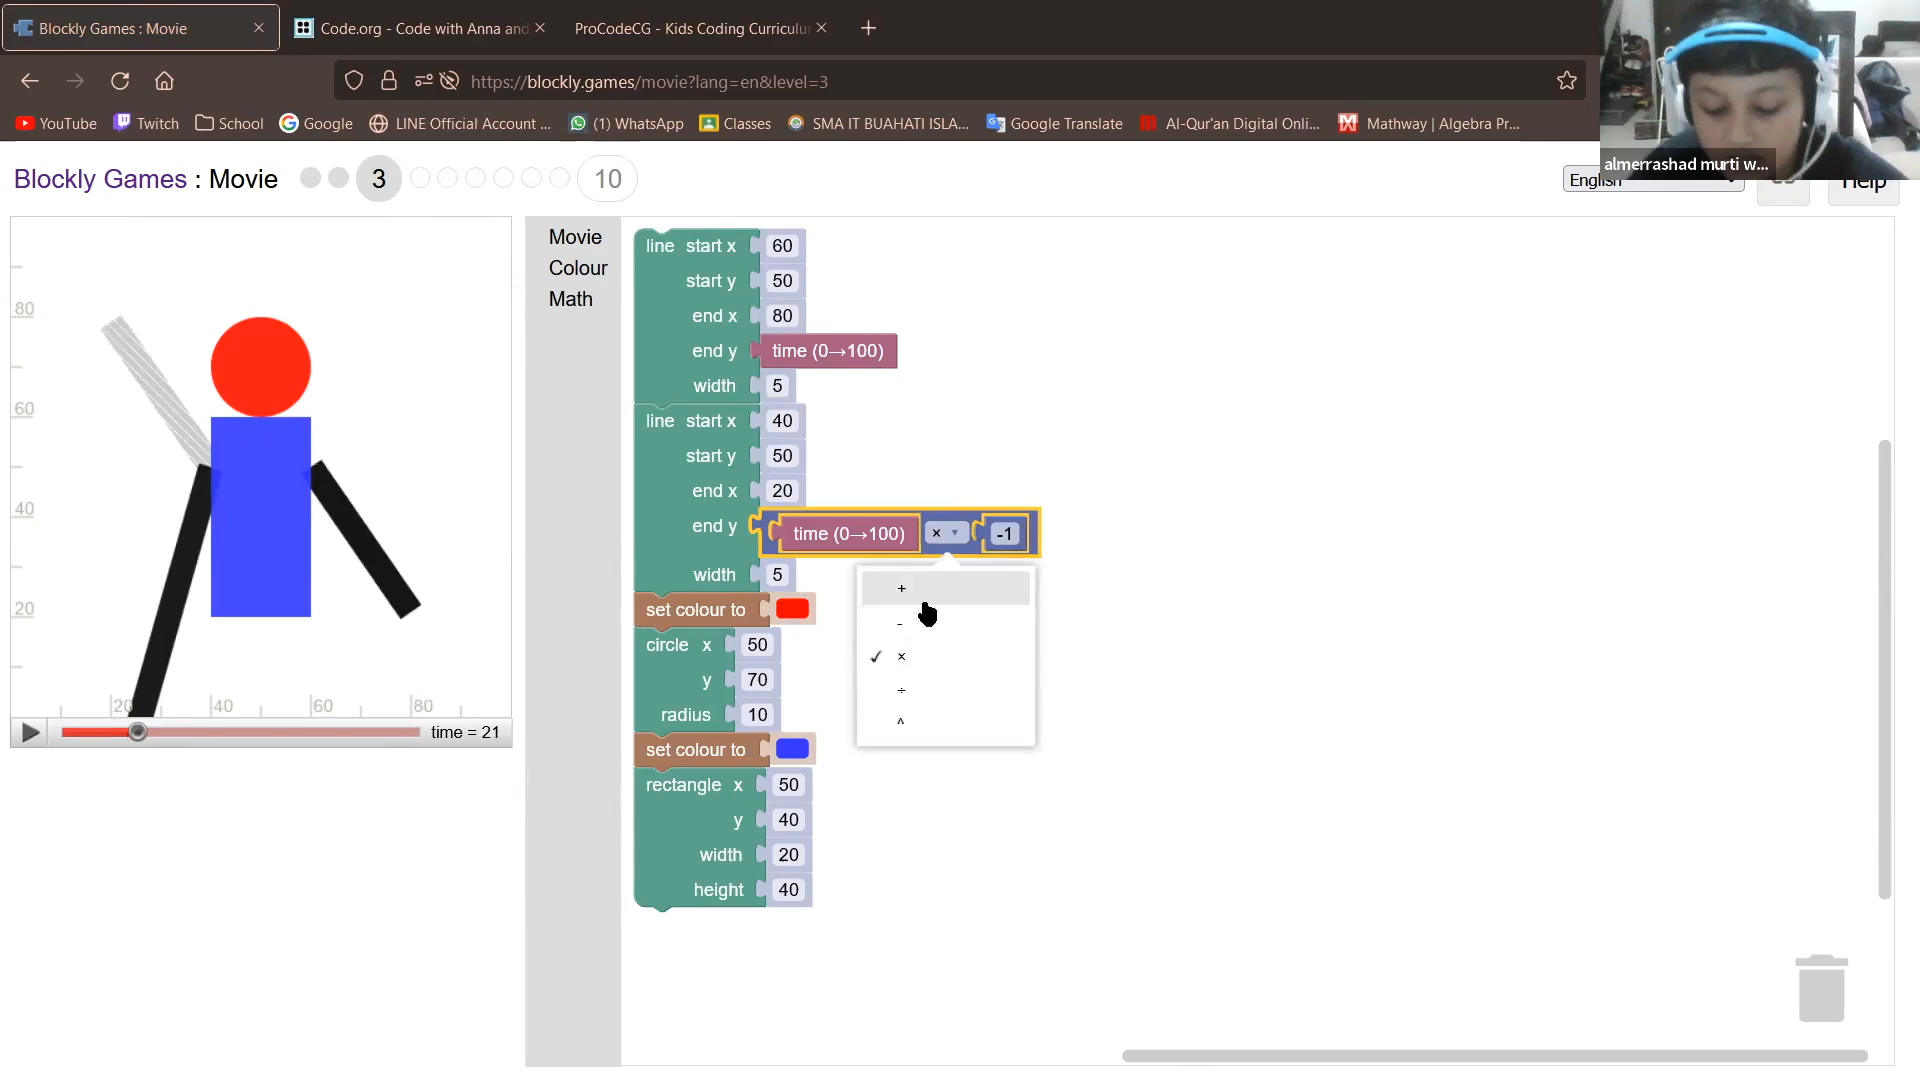 Blockly Games : Movie
Code.org - Code with Anna and
ProCodeCG - Kids Coding Curriculu
https://blockly.games/movie?lang=en&level=3
YouTube
Twitch
School
Google
LINE Official Account ...
(1) WhatsApp
Classes
SMA IT BUAHATI ISLA...
Google Translate
Al-Qur'an Digital Onli...
Mathway | Algebra Pr...
almerrashad murti w...
Blockly Games : Movie
3
10
English
Help
80
60
40
20
20
40
60
80
time = 21
Movie
Colour
Math
line start x 60
start y 50
end x 80
end y time (0→100)
width 5
line start x 40
start y 50
end x 20
end y time (0→100) × ▾ -1
width 5
+
-
✓ ×
÷
^
set colour to
circle x 50
y 70
radius 10
set colour to
rectangle x 50
y 40
width 20
height 40